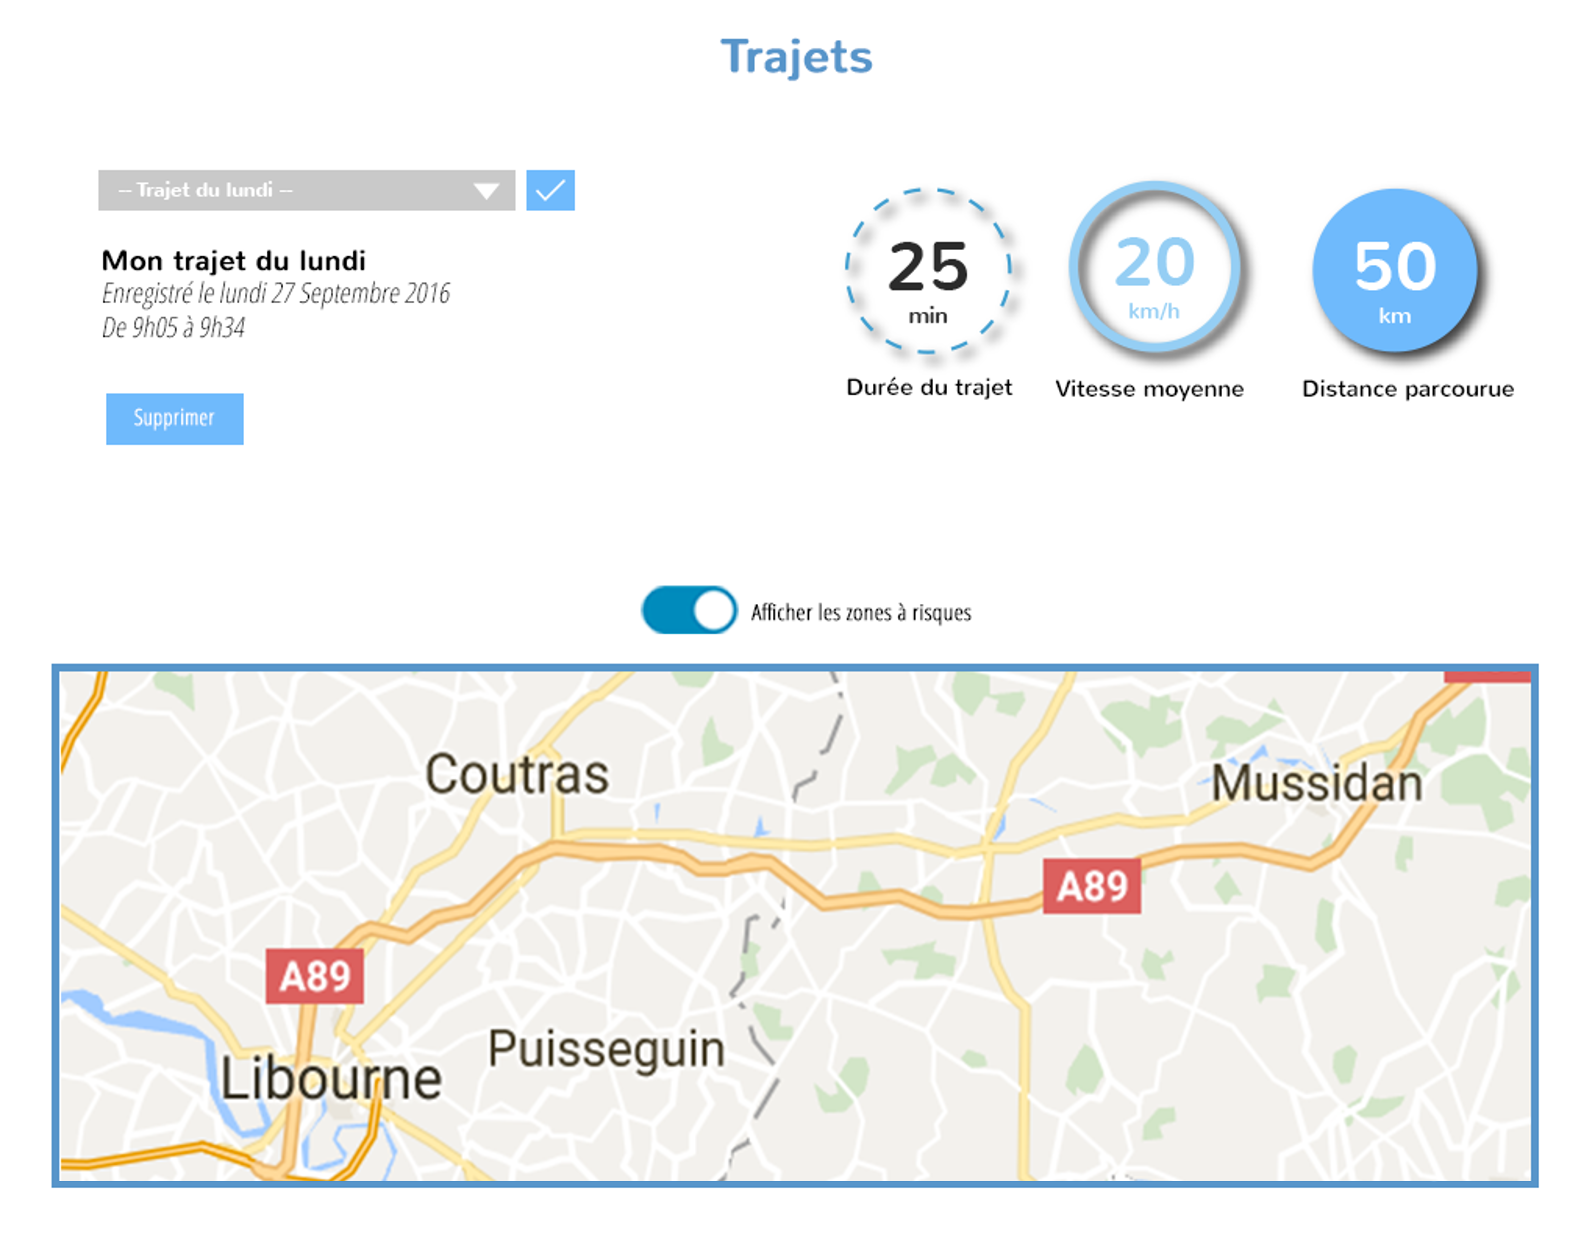 Trajets
-- Trajet du lundi --
Mon trajet du lundi
Enregistré le lundi 27 Septembre 2016
De 9h05 à 9h34
Supprimer
25
min
Durée du trajet
20
km/h
Vitesse moyenne
50
km
Distance parcourue
Afficher les zones à risques
Coutras
Mussidan
A89
A89
Puisseguin
Libourne